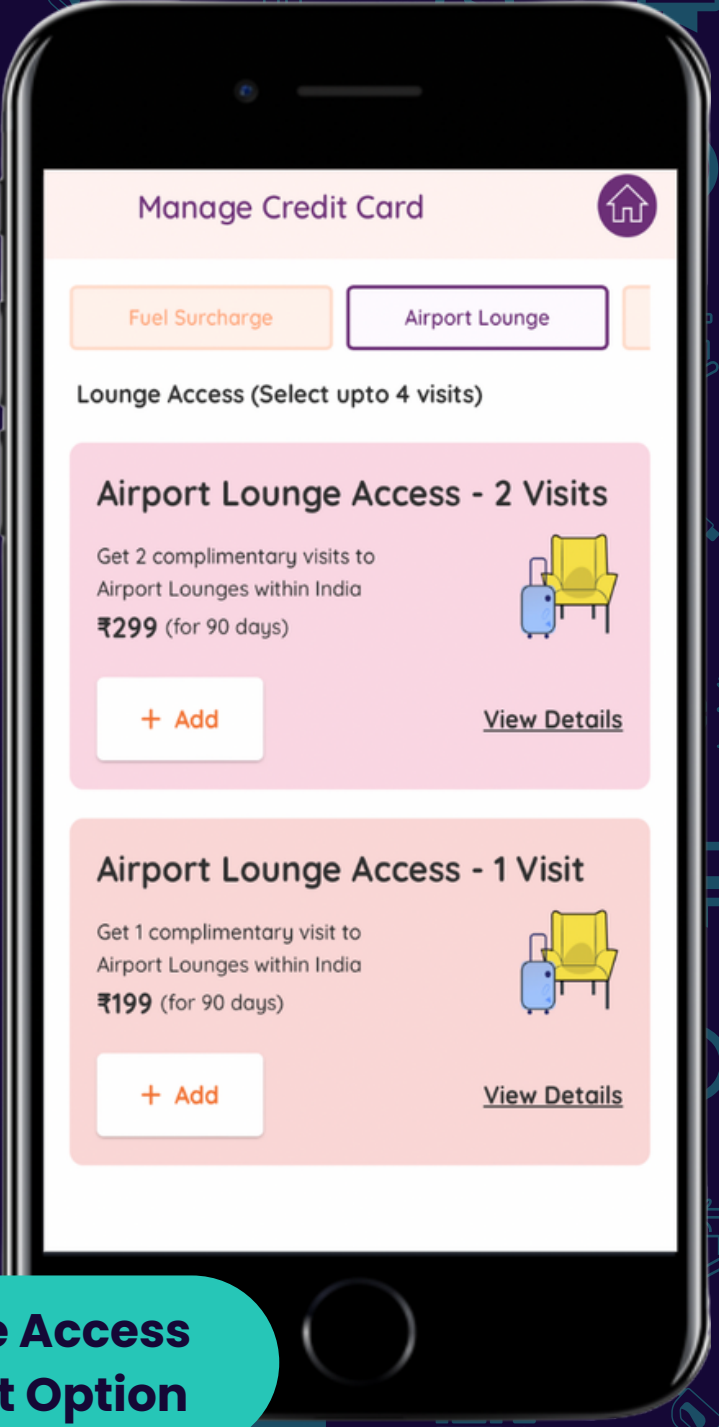 Manage Credit Card
Fuel Surcharge
Airport Lounge
Lounge Access (Select upto 4 visits)
Airport Lounge Access - 2 Visits
Get 2 complimentary visits to
Airport Lounges within India
₹299 (for 90 days)
+ Add
View Details
Airport Lounge Access - 1 Visit
Get 1 complimentary visit to
Airport Lounges within India
₹199 (for 90 days)
+ Add
View Details
Access
Option